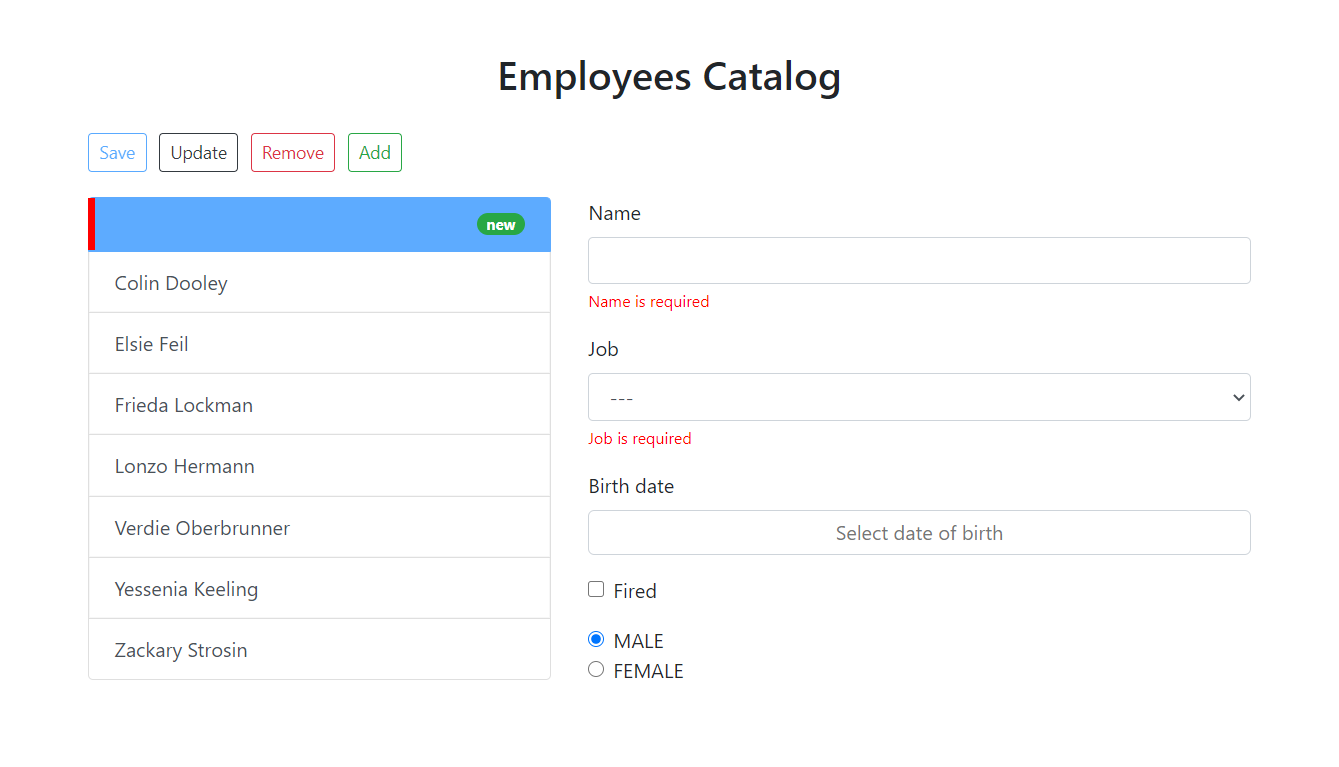 Employees Catalog
Save Update Remove Add
new
Colin Dooley
Elsie Feil
Frieda Lockman
Lonzo Hermann
Verdie Oberbrunner
Yessenia Keeling
Zackary Strosin
Name
Name is required
Job
---
Job is required
Birth date
Select date of birth
Fired
MALE
FEMALE